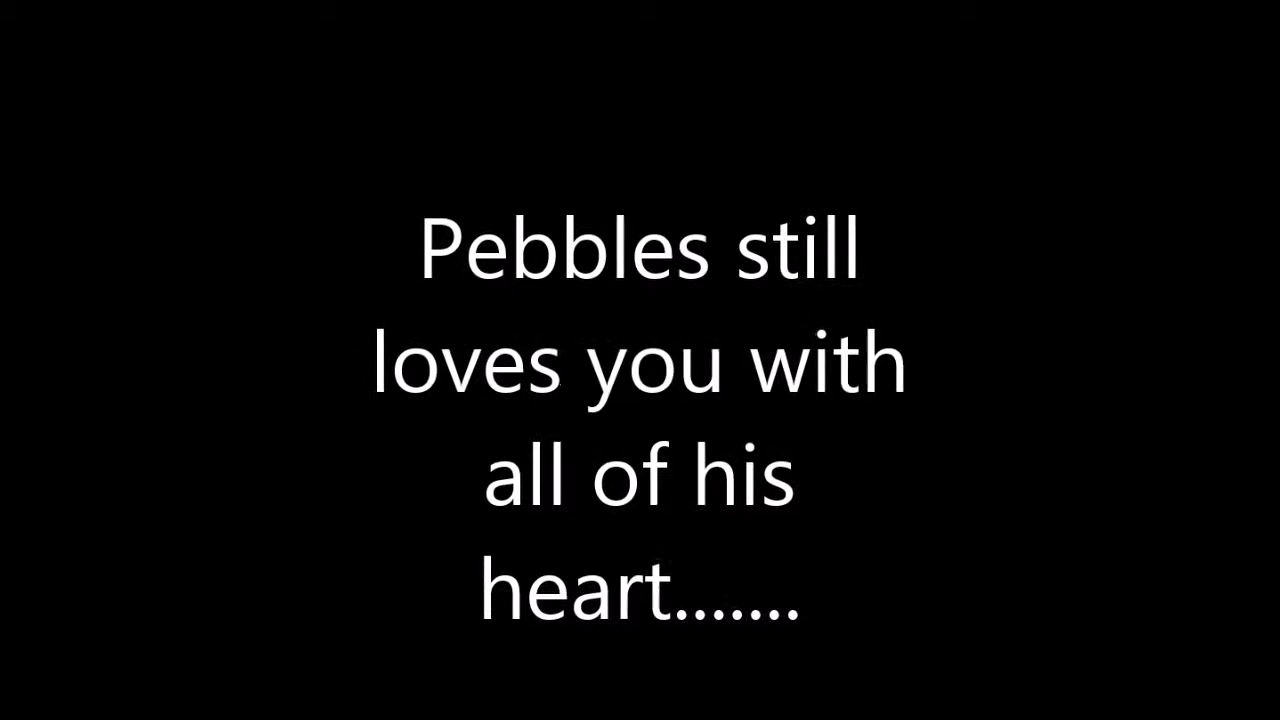 Pebbles still
loves you with
all of his
heart.......